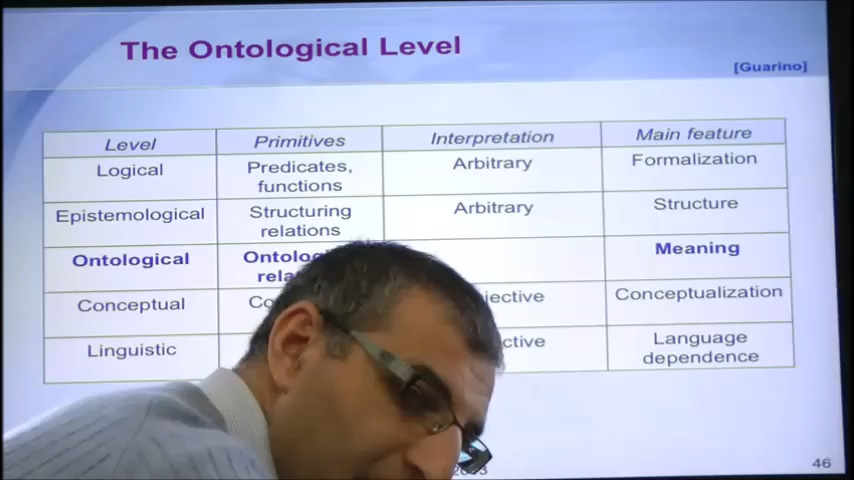 The Ontological Level
[Guarino]
Level Primitives Interpretation Main feature
Logical Predicates, functions Arbitrary Formalization
Epistemological Structuring relations Arbitrary Structure
Ontological Meaning
Conceptual Conceptualization
Linguistic Language dependence
46